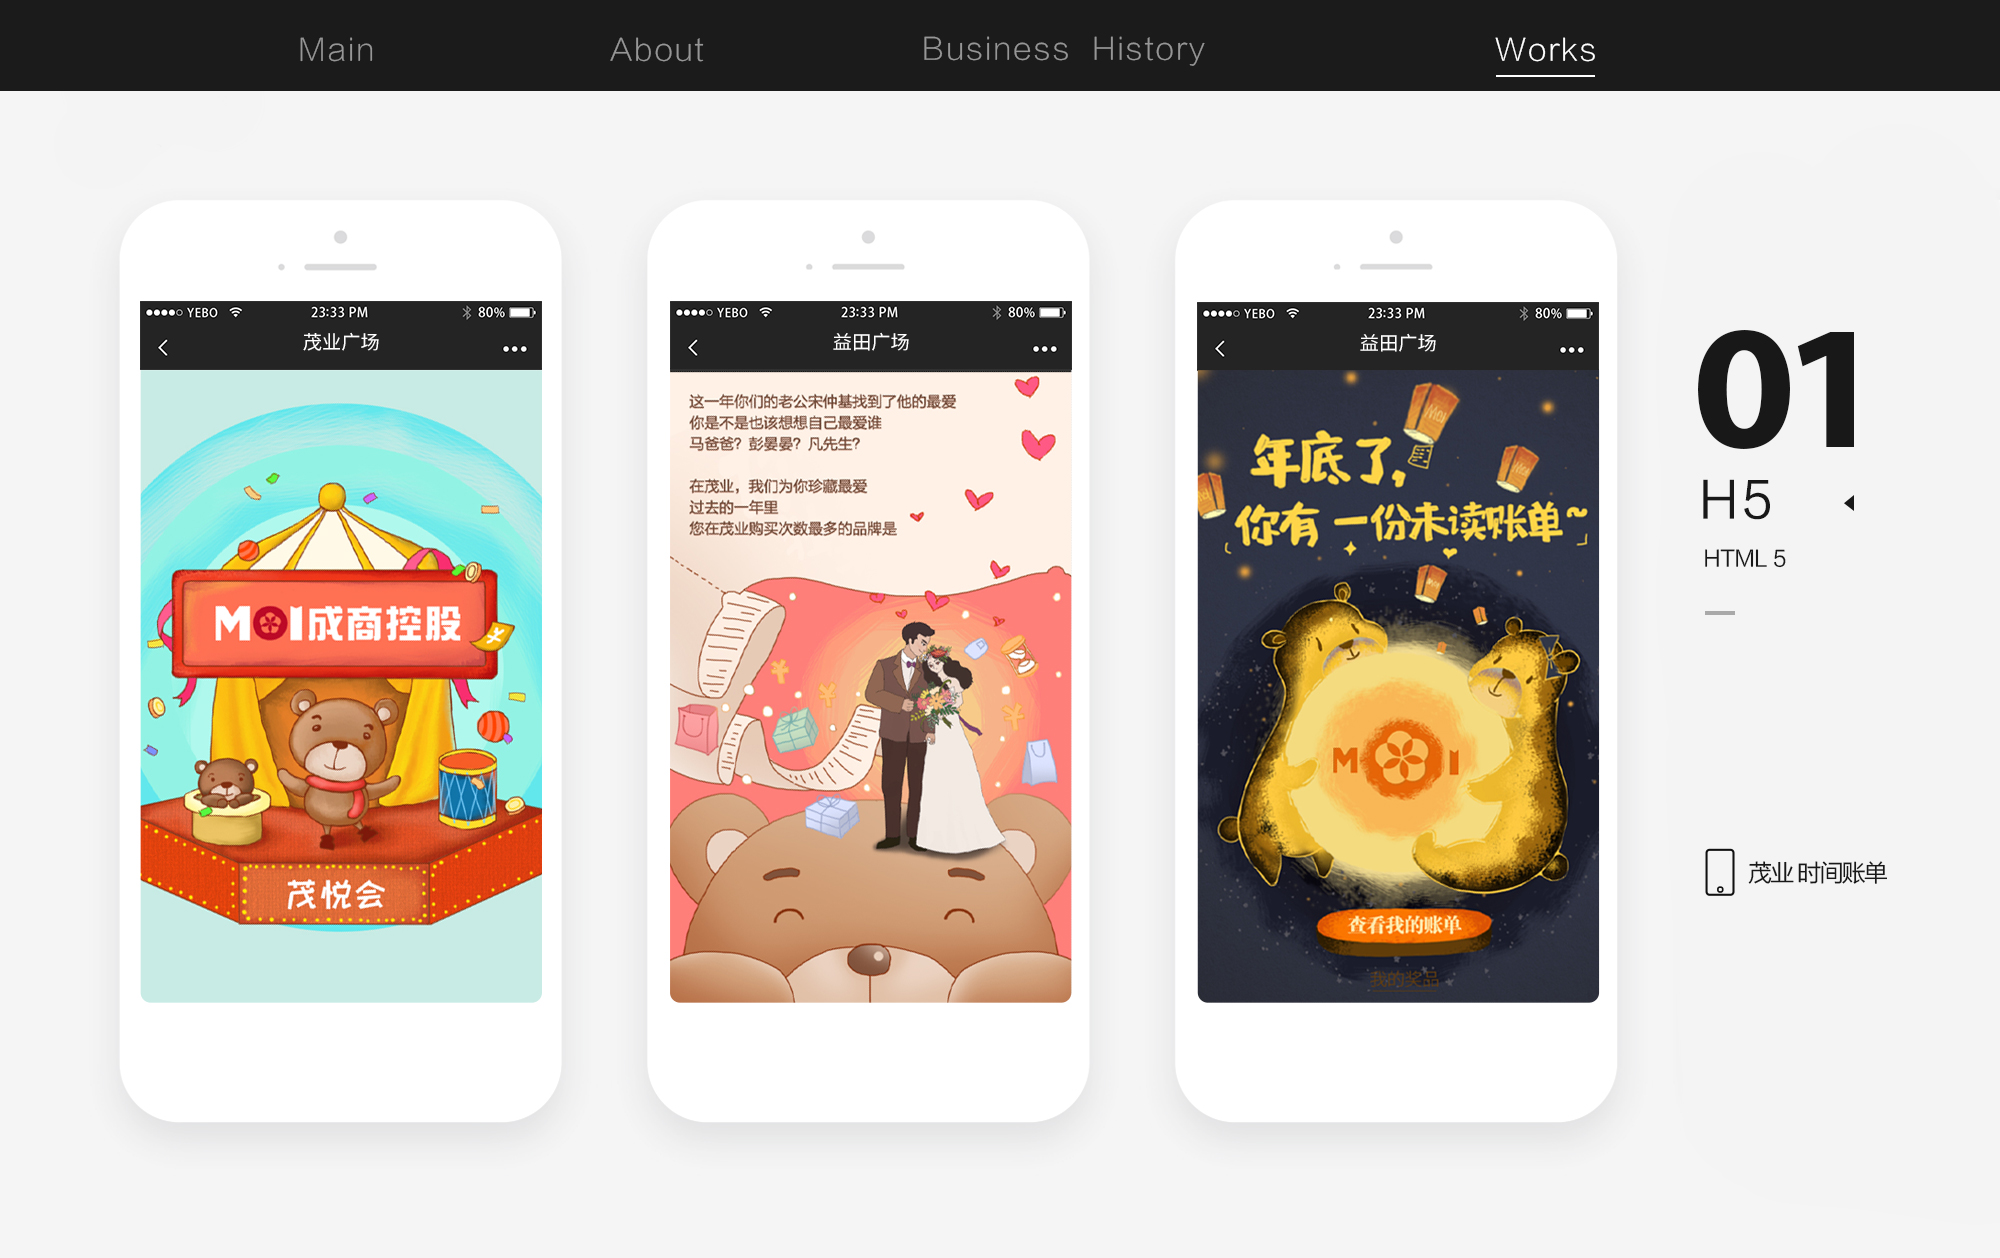 Main
About
Business History
Works
YEBO 23:33 PM 80%
茂业广场
MOI成商控股
茂悦会
YEBO 23:33 PM 80%
益田广场
这一年你们的老公宋仲基找到了他的最爱
你是不是也该想想自己最爱谁
马爸爸？彭晏晏？凡先生？
在茂业，我们为你珍藏最爱
过去的一年里
您在茂业购买次数最多的品牌是
YEBO 23:33 PM 80%
益田广场
MOI
年底了,
你有一份未读账单~
MOI
查看我的账单
我的奖品
01
H5
HTML 5
茂业 时间账单